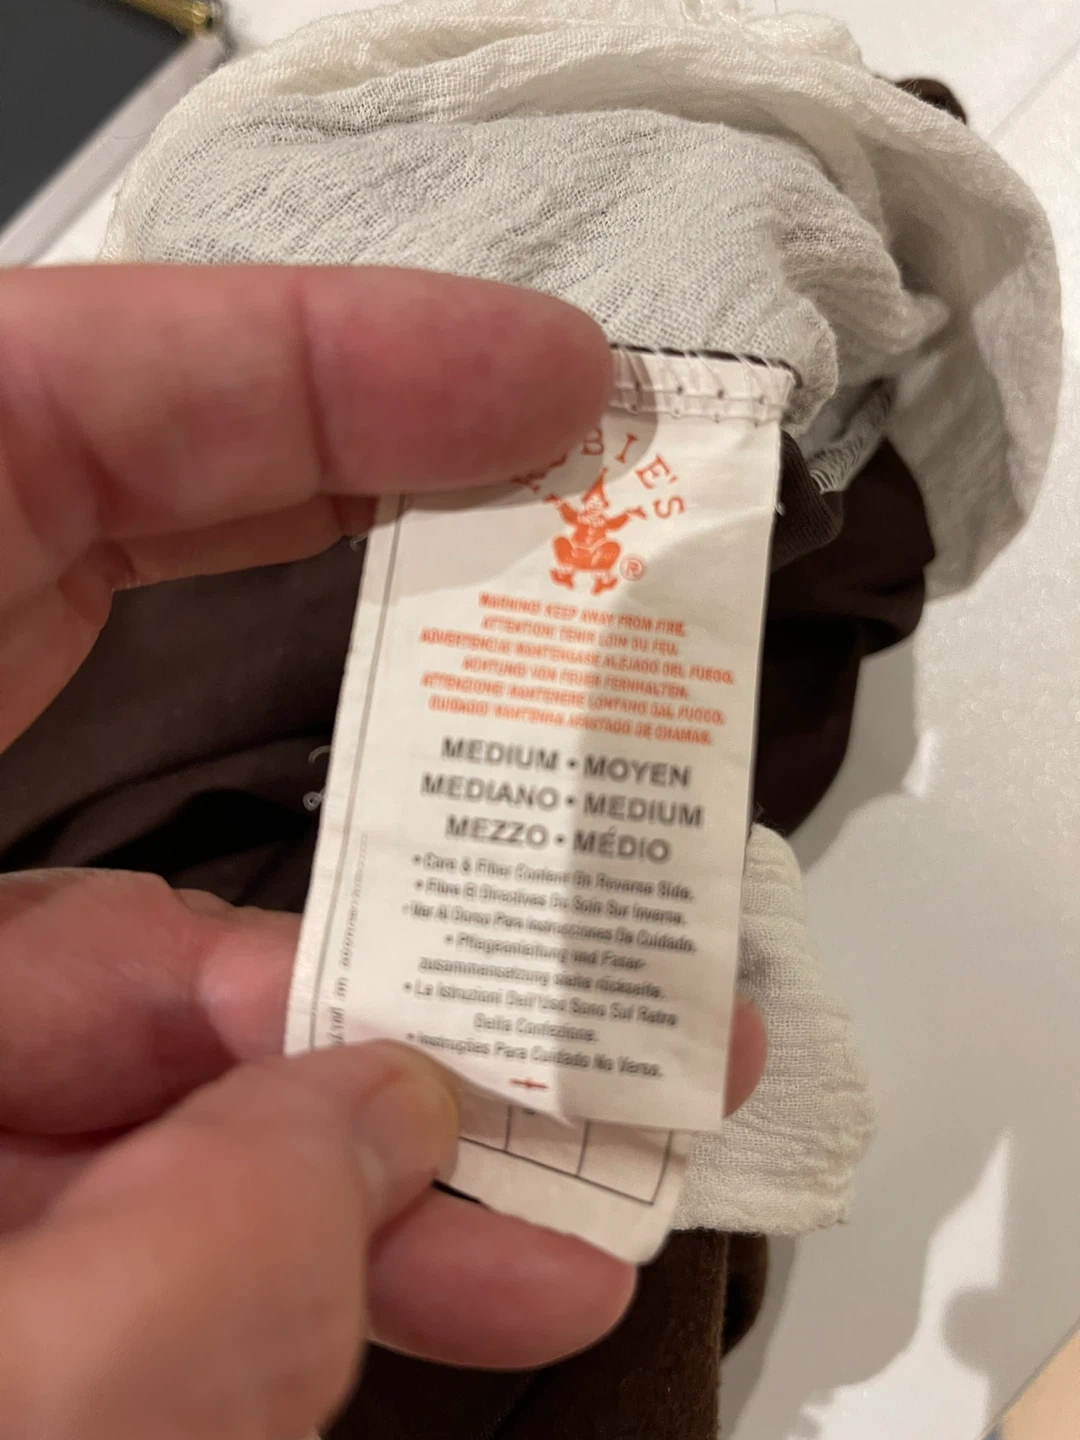 BIE'S
®
WARNING! KEEP AWAY FROM FIRE.
ATTENTION! TENIR LOIN DU FEU.
ADVERTENCIA! MANTENGASE ALEJADO DEL FUEGO.
ACHTUNG! VON FEUER FERNHALTEN.
ATTENZIONE! MANTENERE LONTANO DAL FUOCO.
CUIDADO! MANTENHA AFASTADO DE CHAMAS.
MEDIUM • MOYEN
MEDIANO • MEDIUM
MEZZO • MÉDIO
• Care & Fiber Content On Reverse Side.
• Fibre Et Directives De Soin Sur Inverse.
• Ver Al Dorso Para Instrucciones De Cuidado.
• Pflegeanleitung und Faser-
zusammensetzung siehe rückseite.
• Le Istruzioni Dell'Uso Sono Sul Retro
Della Confezione.
• Instruções Para Cuidado No Verso.